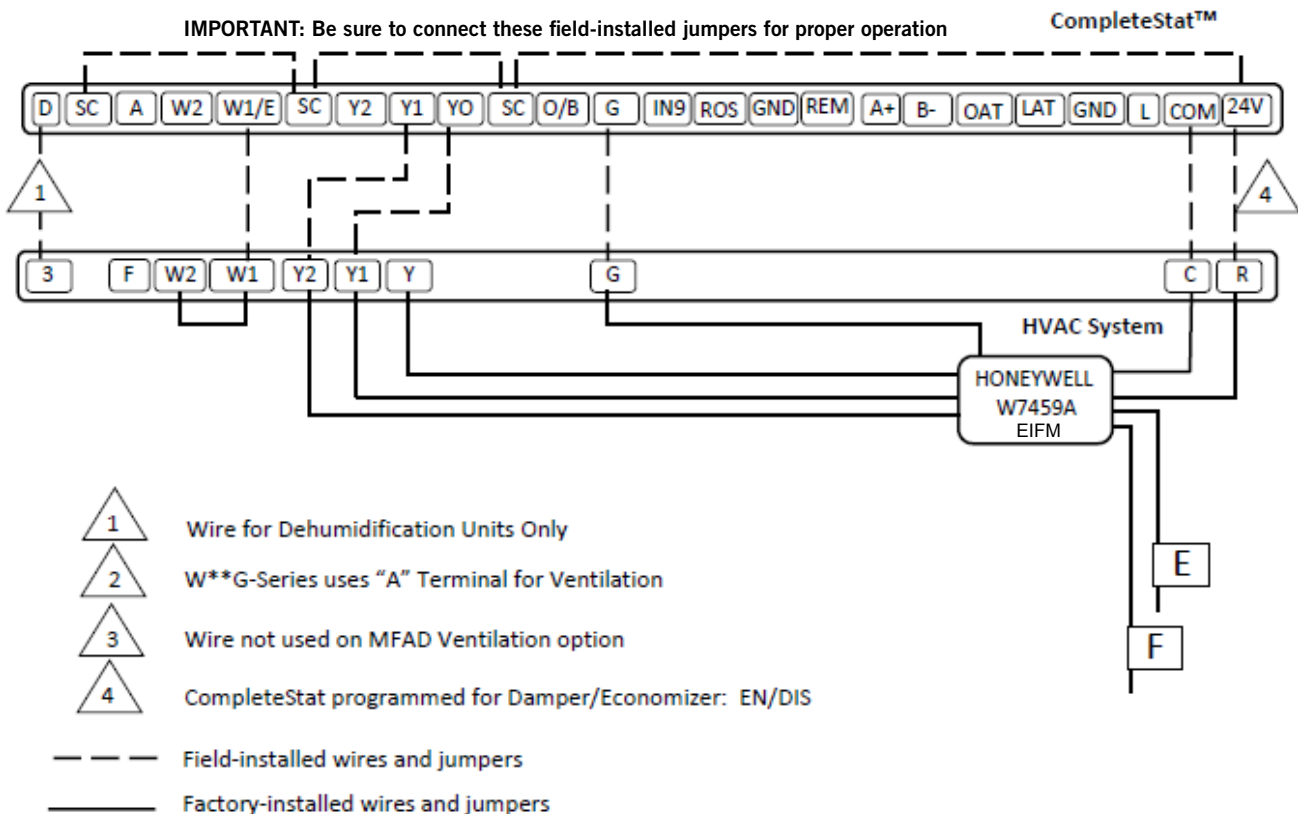 IMPORTANT: Be sure to connect these field-installed jumpers for proper operation
CompleteStat™
D SC A W2 W1/E SC Y2 Y1 YO SC O/B G IN9 ROS GND REM A+ B- OAT LAT GND L COM 24V
1
4
3 F W2 W1 Y2 Y1 Y G C R
HVAC System
HONEYWELL
W7459A
EIFM
E
F
1 Wire for Dehumidification Units Only
2 W**G-Series uses “A” Terminal for Ventilation
3 Wire not used on MFAD Ventilation option
4 CompleteStat programmed for Damper/Economizer: EN/DIS
Field-installed wires and jumpers
Factory-installed wires and jumpers